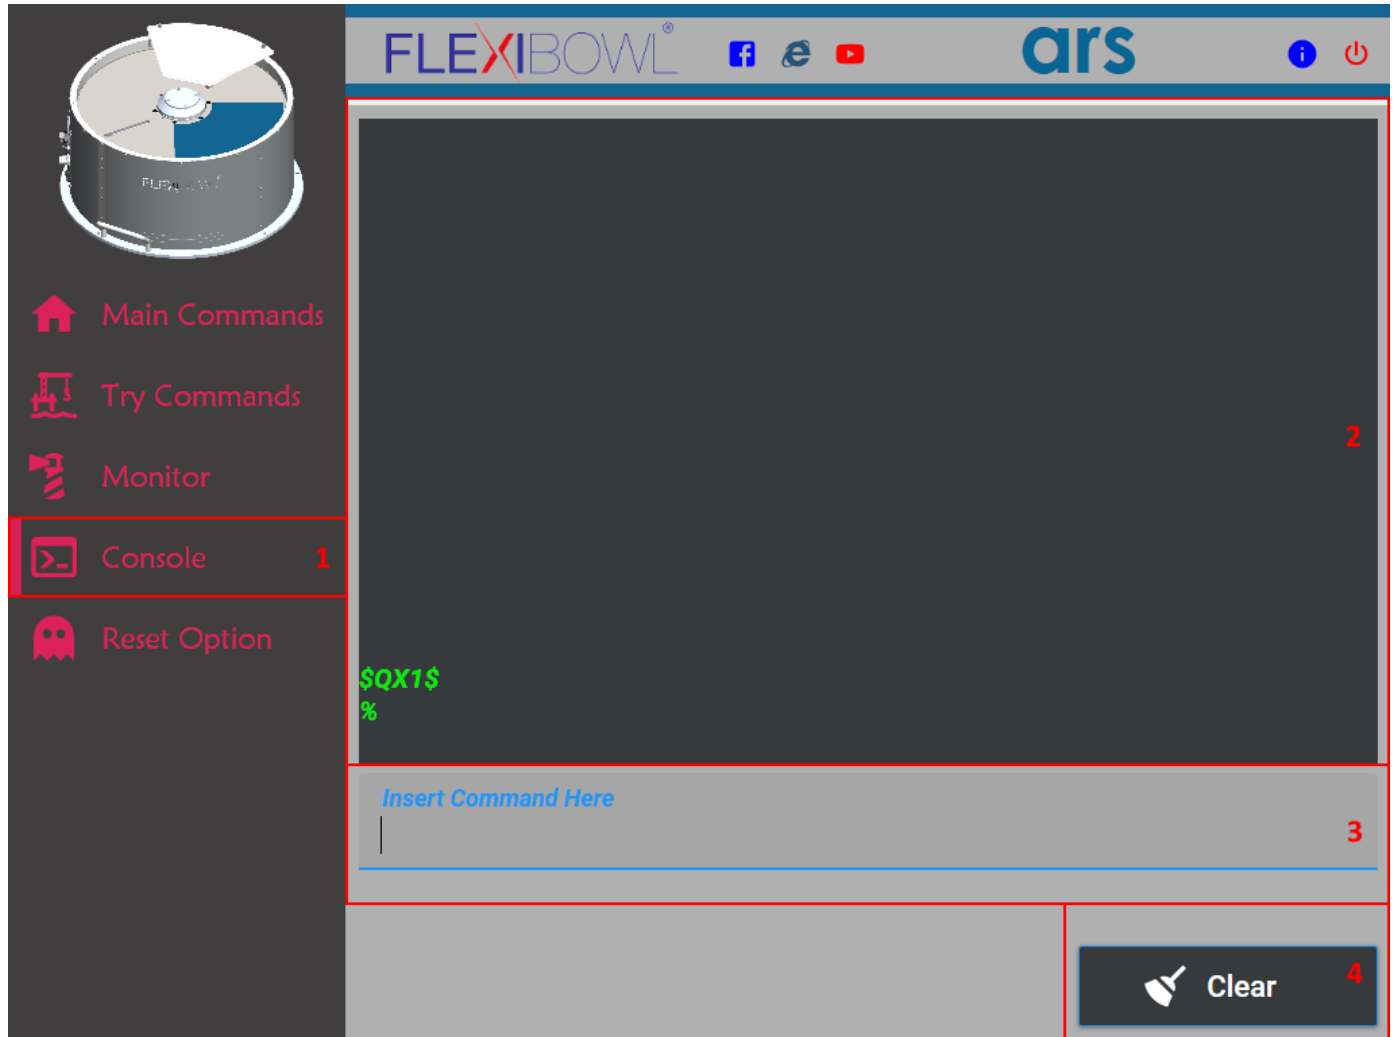 FLEXIBOWL®
ars
Main Commands
Try Commands
Monitor
Console 1
Reset Option
2
$QX1$
%
Insert Command Here
3
Clear 4